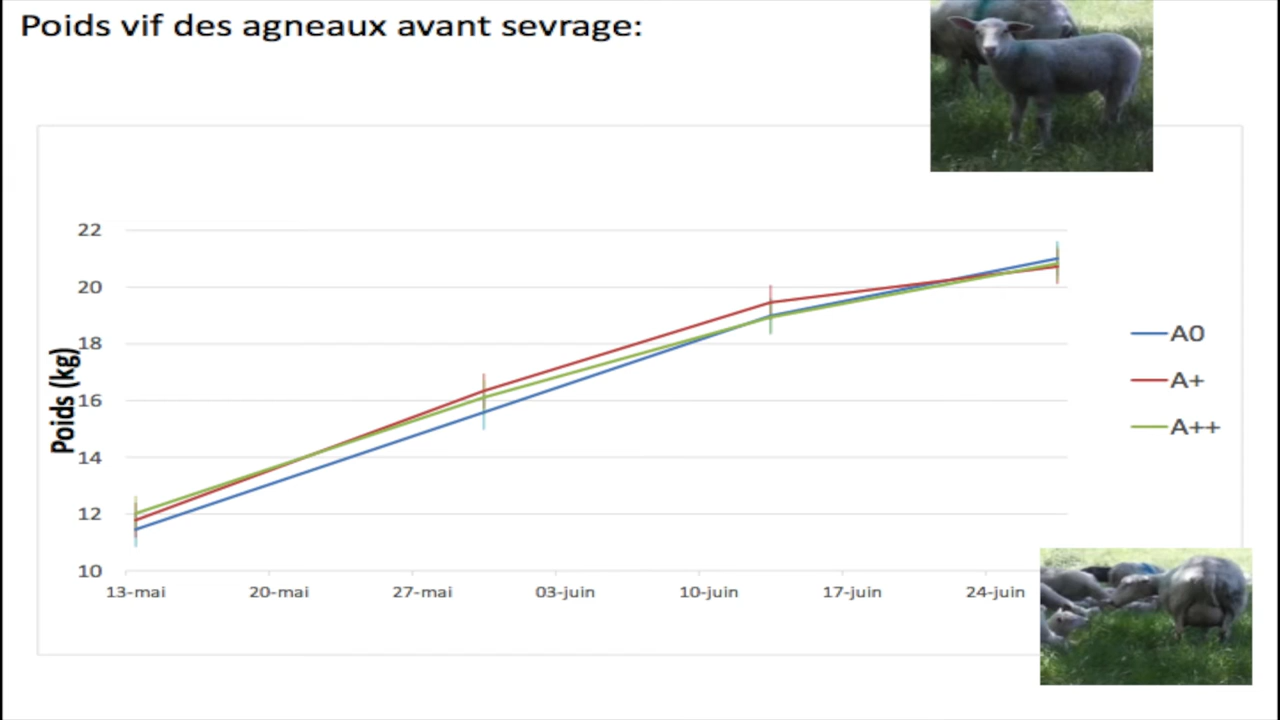 Poids vif des agneaux avant sevrage:
22
20
18
16
14
12
10
Poids (kg)
13-mai
20-mai
27-mai
03-juin
10-juin
17-juin
24-juin
A0
A+
A++